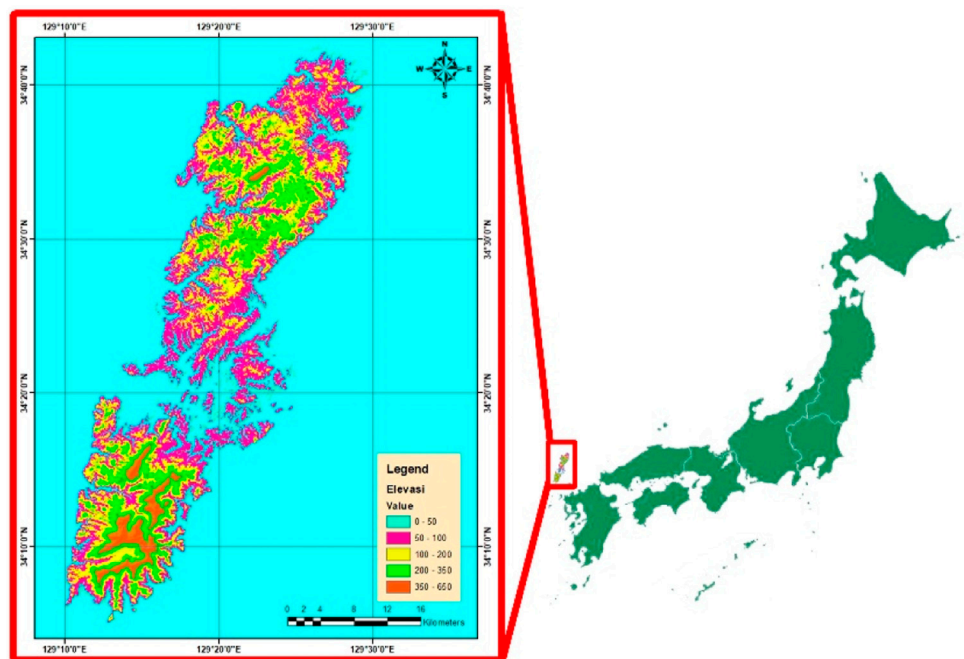 129°10'0"E 129°20'0"E 129°30'0"E
N
W E
S
34°40'0"N 34°40'0"N
34°30'0"N 34°30'0"N
34°20'0"N 34°20'0"N
34°10'0"N 34°10'0"N
Legend
Elevasi
Value
0 - 50
50 - 100
100 - 200
200 - 350
350 - 650
0 2 4 8 12 16
Kilometers
129°10'0"E 129°20'0"E 129°30'0"E